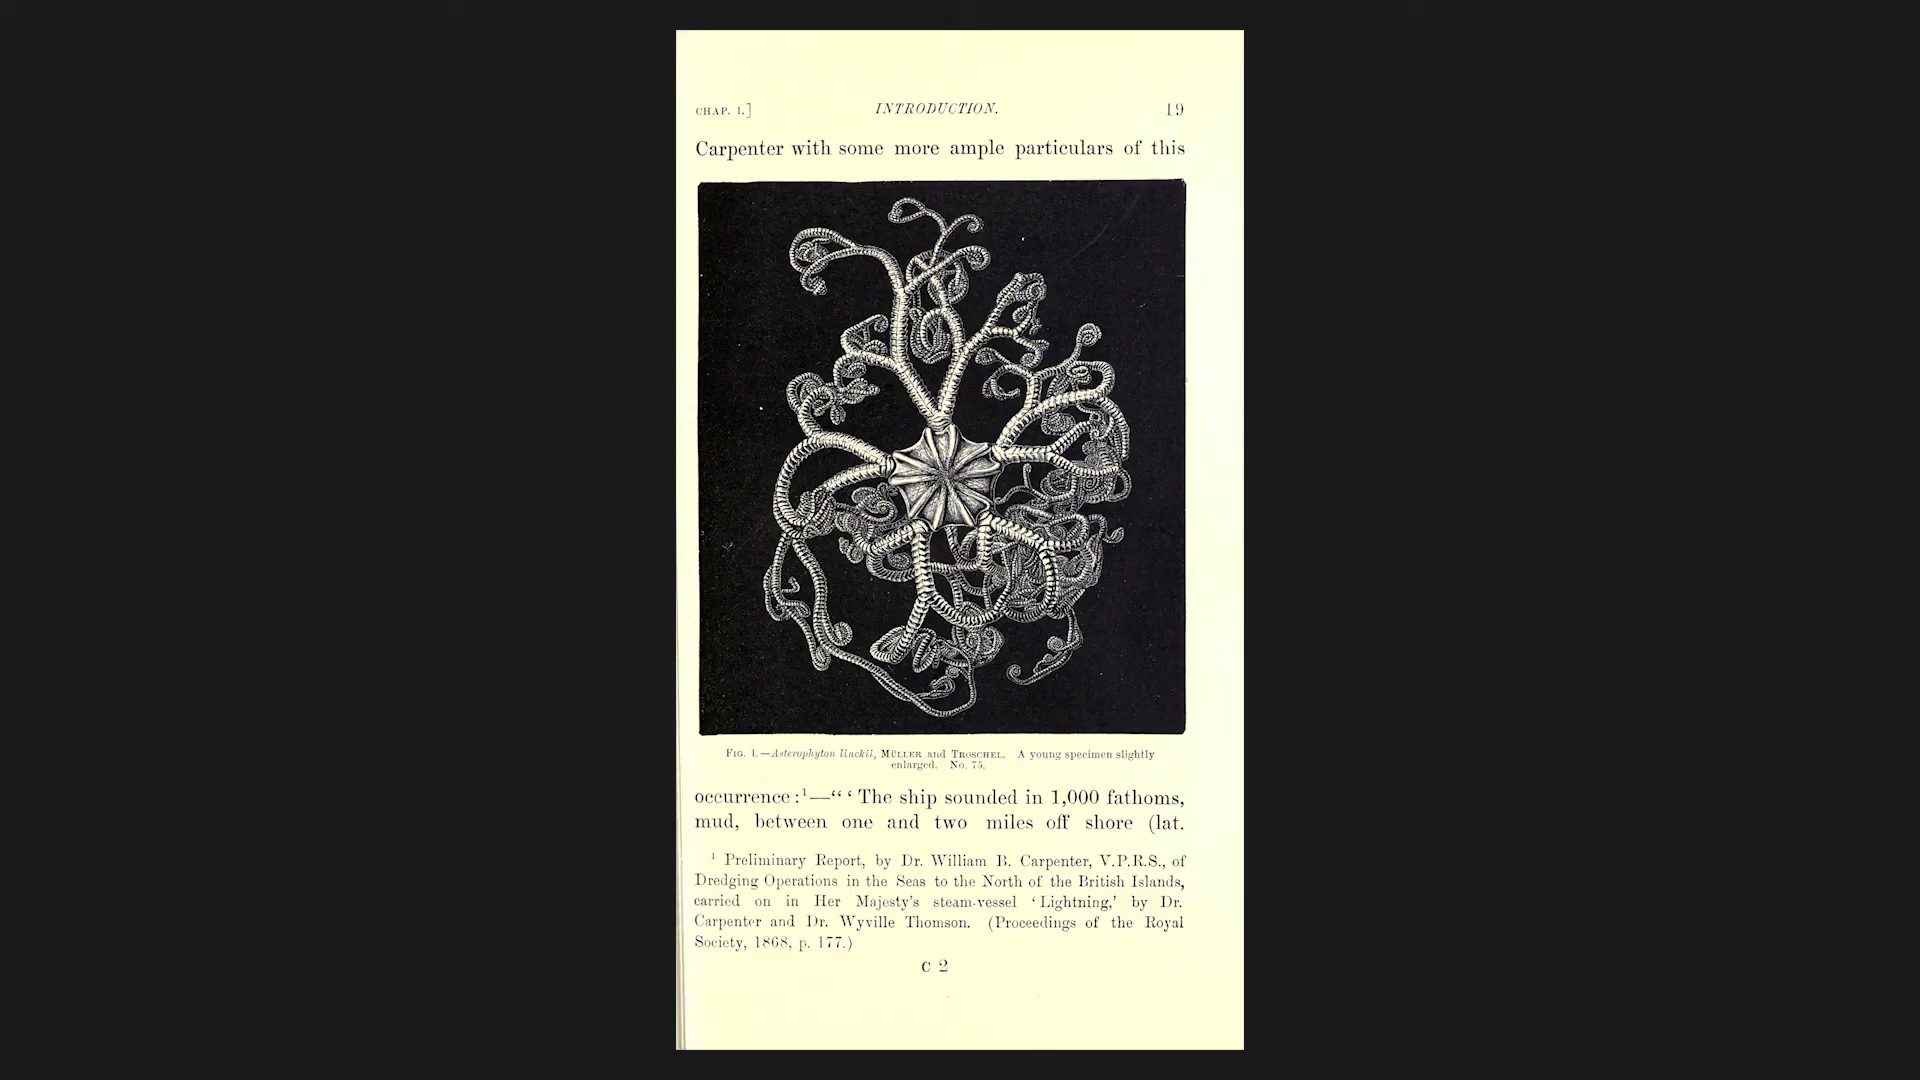 CHAP. I.] INTRODUCTION. 19
Carpenter with some more ample particulars of this
FIG. 1.—Asterophyton linckii, MÜLLER and TROSCHEL. A young specimen slightly
enlarged. No. 75.
occurrence :¹—“ ‘ The ship sounded in 1,000 fathoms,
mud, between one and two miles off shore (lat.
¹ Preliminary Report, by Dr. William B. Carpenter, V.P.R.S., of
Dredging Operations in the Seas to the North of the British Islands,
carried on in Her Majesty's steam-vessel ‘Lightning,’ by Dr.
Carpenter and Dr. Wyville Thomson. (Proceedings of the Royal
Society, 1868, p. 177.)
C 2